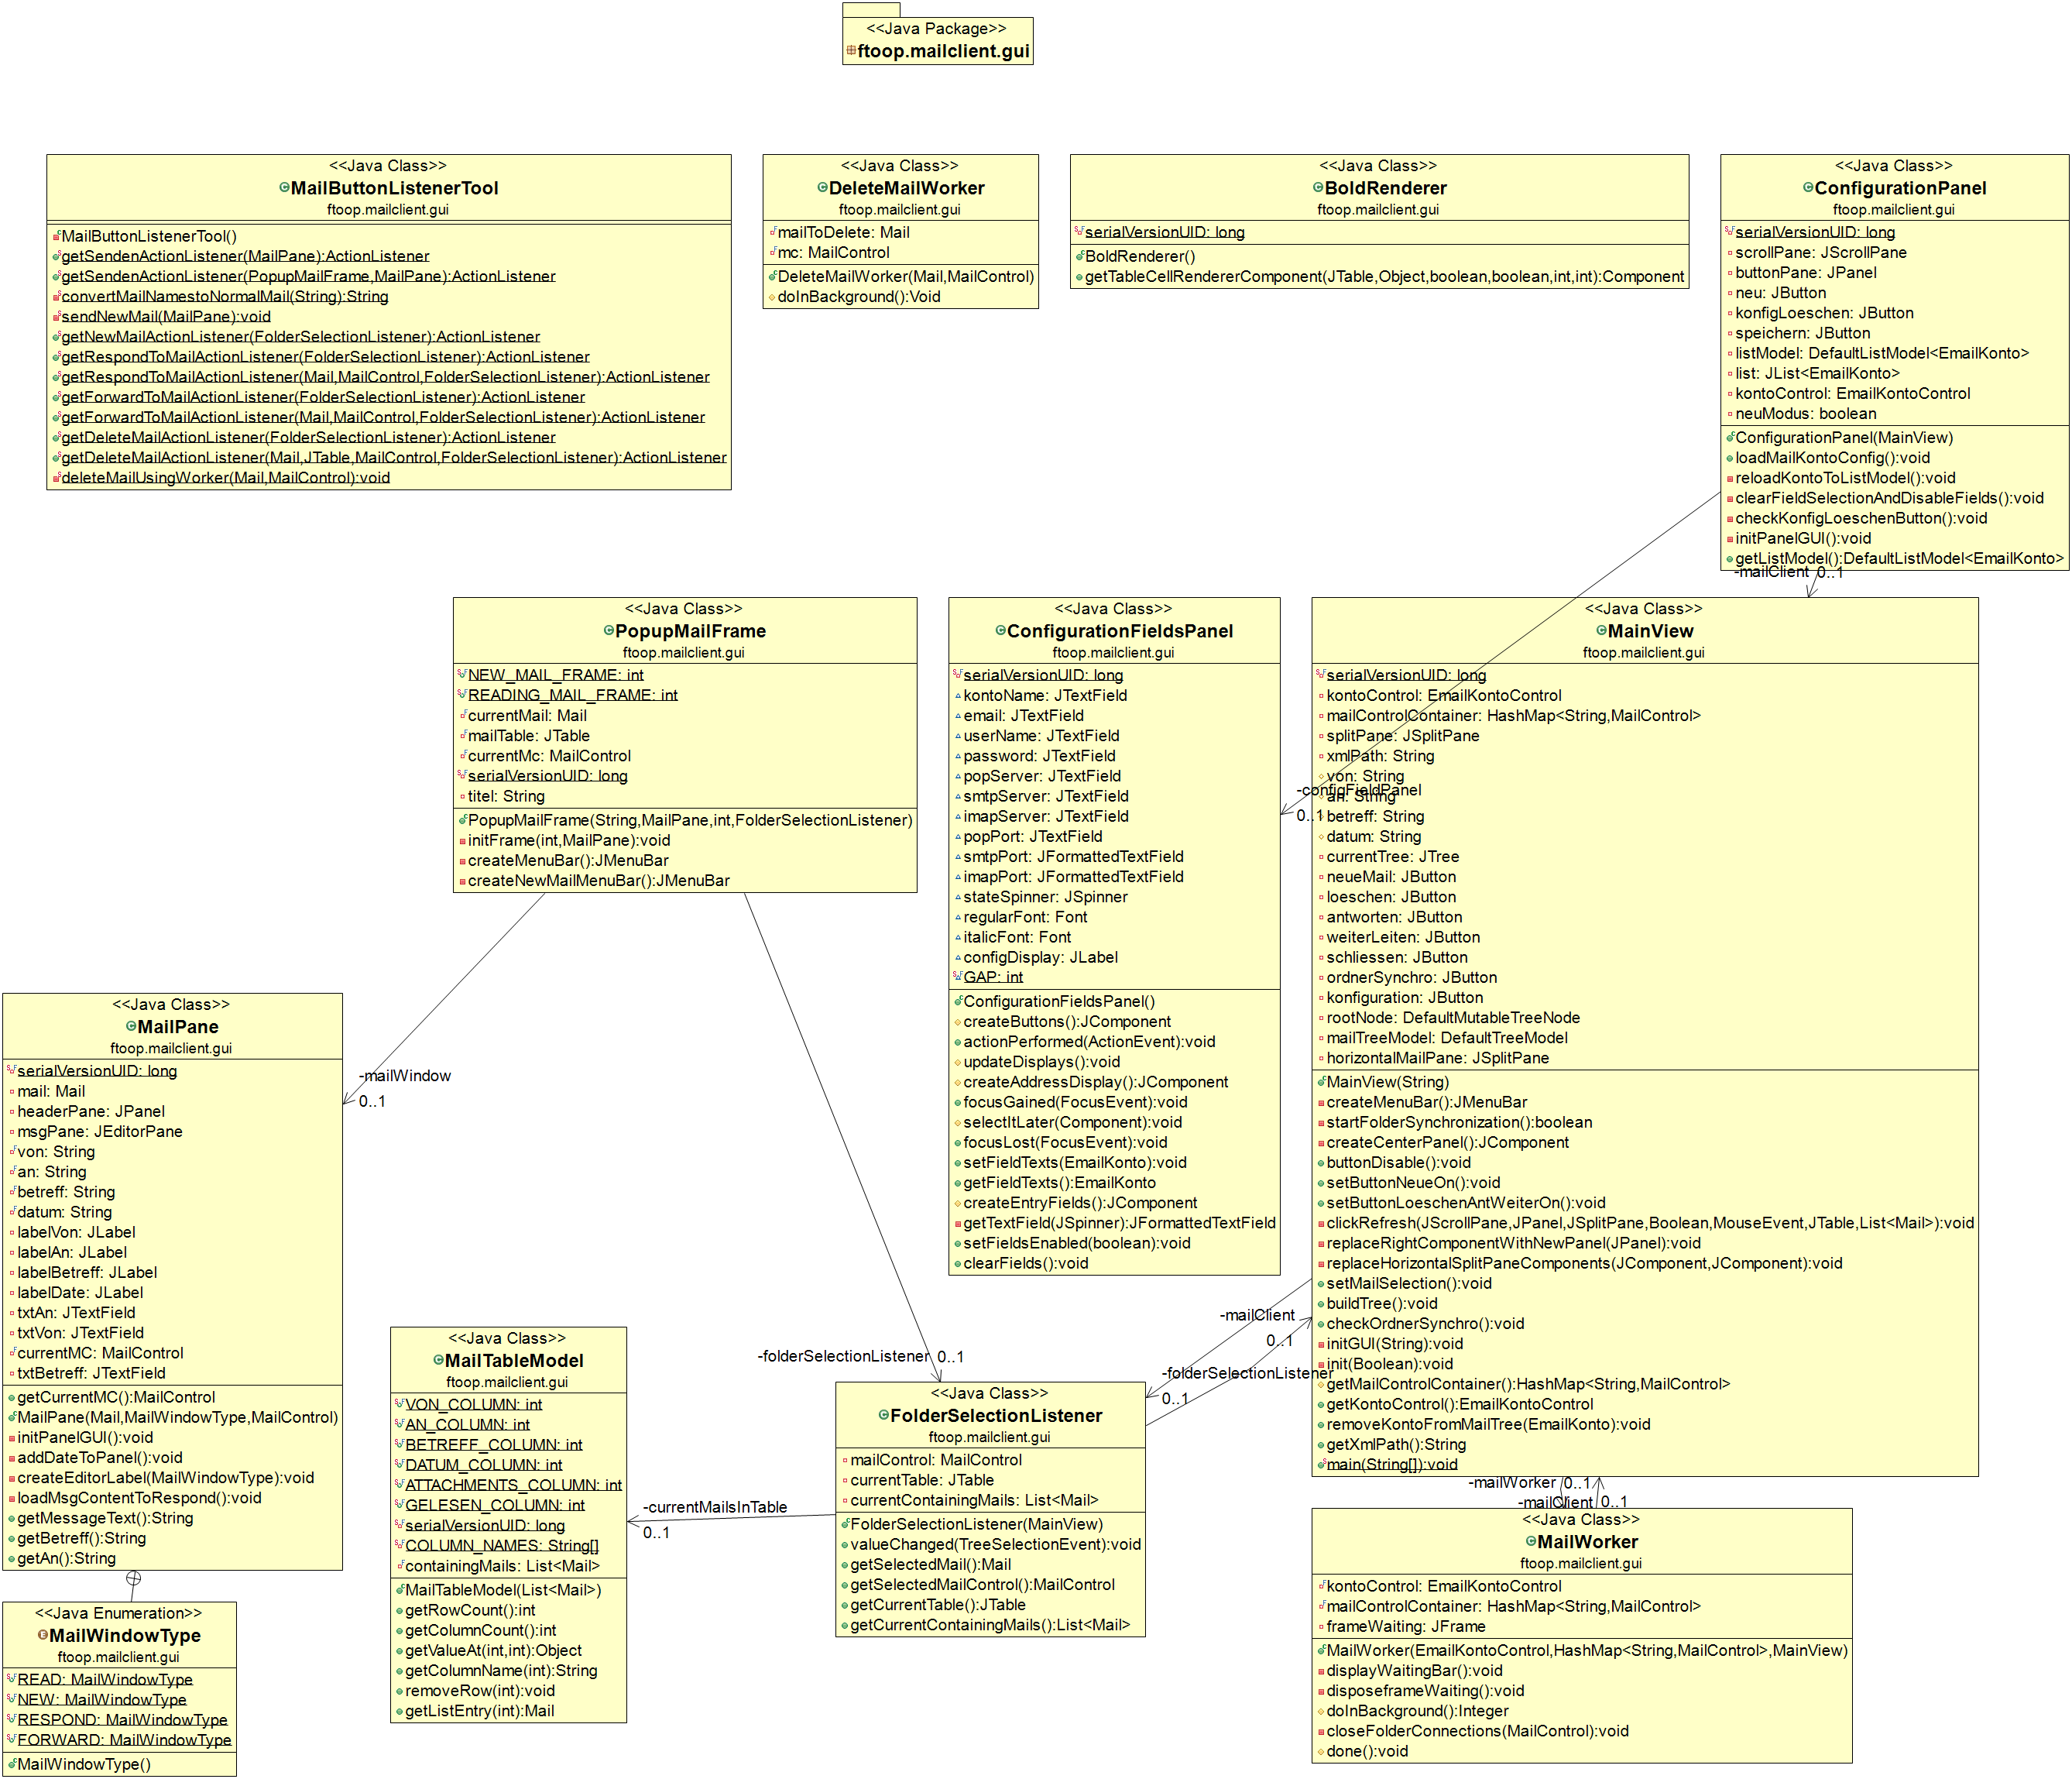 <<Java Package>>
ftoop.mailclient.gui
<<Java Class>>
MailButtonListenerTool
ftoop.mailclient.gui
MailButtonListenerTool()
getSendenActionListener(MailPane):ActionListener
getSendenActionListener(PopupMailFrame,MailPane):ActionListener
convertMailNamestoNormalMail(String):String
sendNewMail(MailPane):void
getNewMailActionListener(FolderSelectionListener):ActionListener
getRespondToMailActionListener(FolderSelectionListener):ActionListener
getRespondToMailActionListener(Mail,MailControl,FolderSelectionListener):ActionListener
getForwardToMailActionListener(FolderSelectionListener):ActionListener
getForwardToMailActionListener(Mail,MailControl,FolderSelectionListener):ActionListener
getDeleteMailActionListener(FolderSelectionListener):ActionListener
getDeleteMailActionListener(Mail,JTable,MailControl,FolderSelectionListener):ActionListener
deleteMailUsingWorker(Mail,MailControl):void
<<Java Class>>
DeleteMailWorker
ftoop.mailclient.gui
mailToDelete: Mail
mc: MailControl
DeleteMailWorker(Mail,MailControl)
doInBackground():Void
<<Java Class>>
BoldRenderer
ftoop.mailclient.gui
serialVersionUID: long
BoldRenderer()
getTableCellRendererComponent(JTable,Object,boolean,boolean,int,int):Component
<<Java Class>>
ConfigurationPanel
ftoop.mailclient.gui
serialVersionUID: long
scrollPane: JScrollPane
buttonPane: JPanel
neu: JButton
konfigLoeschen: JButton
speichern: JButton
listModel: DefaultListModel<EmailKonto>
list: JList<EmailKonto>
kontoControl: EmailKontoControl
neuModus: boolean
ConfigurationPanel(MainView)
loadMailKontoConfig():void
reloadKontoToListModel():void
clearFieldSelectionAndDisableFields():void
checkKonfigLoeschenButton():void
initPanelGUI():void
getListModel():DefaultListModel<EmailKonto>
-mailClient 0..1
<<Java Class>>
PopupMailFrame
ftoop.mailclient.gui
NEW_MAIL_FRAME: int
READING_MAIL_FRAME: int
currentMail: Mail
mailTable: JTable
currentMc: MailControl
serialVersionUID: long
titel: String
PopupMailFrame(String,MailPane,int,FolderSelectionListener)
initFrame(int,MailPane):void
createMenuBar():JMenuBar
createNewMailMenuBar():JMenuBar
<<Java Class>>
ConfigurationFieldsPanel
ftoop.mailclient.gui
serialVersionUID: long
kontoName: JTextField
email: JTextField
userName: JTextField
password: JTextField
popServer: JTextField
smtpServer: JTextField
imapServer: JTextField
popPort: JTextField
smtpPort: JFormattedTextField
imapPort: JFormattedTextField
stateSpinner: JSpinner
regularFont: Font
italicFont: Font
configDisplay: JLabel
GAP: int
ConfigurationFieldsPanel()
createButtons():JComponent
actionPerformed(ActionEvent):void
updateDisplays():void
createAddressDisplay():JComponent
focusGained(FocusEvent):void
selectItLater(Component):void
focusLost(FocusEvent):void
setFieldTexts(EmailKonto):void
getFieldTexts():EmailKonto
createEntryFields():JComponent
getTextField(JSpinner):JFormattedTextField
setFieldsEnabled(boolean):void
clearFields():void
<<Java Class>>
MainView
ftoop.mailclient.gui
serialVersionUID: long
kontoControl: EmailKontoControl
mailControlContainer: HashMap<String,MailControl>
splitPane: JSplitPane
xmlPath: String
von: String
-configFieldPanel
an: String
0..1
betreff: String
datum: String
currentTree: JTree
neueMail: JButton
loeschen: JButton
antworten: JButton
weiterLeiten: JButton
schliessen: JButton
ordnerSynchro: JButton
konfiguration: JButton
rootNode: DefaultMutableTreeNode
mailTreeModel: DefaultTreeModel
horizontalMailPane: JSplitPane
MainView(String)
createMenuBar():JMenuBar
startFolderSynchronization():boolean
createCenterPanel():JComponent
buttonDisable():void
setButtonNeueOn():void
setButtonLoeschenAntWeiterOn():void
clickRefresh(JScrollPane,JPanel,JSplitPane,Boolean,MouseEvent,JTable,List<Mail>):void
replaceRightComponentWithNewPanel(JPanel):void
replaceHorizontalSplitPaneComponents(JComponent,JComponent):void
setMailSelection():void
buildTree():void
checkOrdnerSynchro():void
initGUI(String):void
init(Boolean):void
getMailControlContainer():HashMap<String,MailControl>
getKontoControl():EmailKontoControl
removeKontoFromMailTree(EmailKonto):void
getXmlPath():String
main(String[]):void
<<Java Class>>
MailPane
ftoop.mailclient.gui
serialVersionUID: long
mail: Mail
headerPane: JPanel
msgPane: JEditorPane
von: String
an: String
betreff: String
datum: String
labelVon: JLabel
labelAn: JLabel
labelBetreff: JLabel
labelDate: JLabel
txtAn: JTextField
txtVon: JTextField
currentMC: MailControl
txtBetreff: JTextField
getCurrentMC():MailControl
MailPane(Mail,MailWindowType,MailControl)
initPanelGUI():void
addDateToPanel():void
createEditorLabel(MailWindowType):void
loadMsgContentToRespond():void
getMessageText():String
getBetreff():String
getAn():String
-mailWindow
0..1
-mailClient
0..1
-folderSelectionListener 0..1
-folderSelectionListener
0..1
<<Java Class>>
MailTableModel
ftoop.mailclient.gui
VON_COLUMN: int
AN_COLUMN: int
BETREFF_COLUMN: int
DATUM_COLUMN: int
ATTACHMENTS_COLUMN: int
GELESEN_COLUMN: int
serialVersionUID: long
COLUMN_NAMES: String[]
containingMails: List<Mail>
MailTableModel(List<Mail>)
getRowCount():int
getColumnCount():int
getValueAt(int,int):Object
getColumnName(int):String
removeRow(int):void
getListEntry(int):Mail
-currentMailsInTable
0..1
<<Java Class>>
FolderSelectionListener
ftoop.mailclient.gui
mailControl: MailControl
currentTable: JTable
currentContainingMails: List<Mail>
FolderSelectionListener(MainView)
valueChanged(TreeSelectionEvent):void
getSelectedMail():Mail
getSelectedMailControl():MailControl
getCurrentTable():JTable
getCurrentContainingMails():List<Mail>
-mailWorker 0..1
-mailClient 0..1
<<Java Class>>
MailWorker
ftoop.mailclient.gui
kontoControl: EmailKontoControl
mailControlContainer: HashMap<String,MailControl>
frameWaiting: JFrame
MailWorker(EmailKontoControl,HashMap<String,MailControl>,MainView)
displayWaitingBar():void
disposeframeWaiting():void
doInBackground():Integer
closeFolderConnections(MailControl):void
done():void
<<Java Enumeration>>
MailWindowType
ftoop.mailclient.gui
READ: MailWindowType
NEW: MailWindowType
RESPOND: MailWindowType
FORWARD: MailWindowType
MailWindowType()